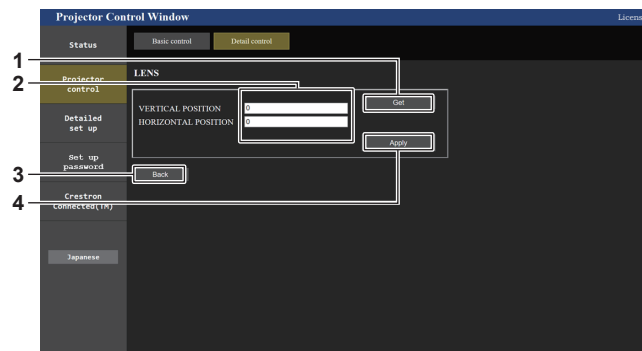 Projector Control Window
Licens
Status
Basic control
Detail control
1
2
LENS
Projector
control
VERTICAL POSITION
0
Get
HORIZONTAL POSITION
0
Detailed
set up
Apply
Set up
password
3
Back
4
Crestron
Connected(TM)
Japanese